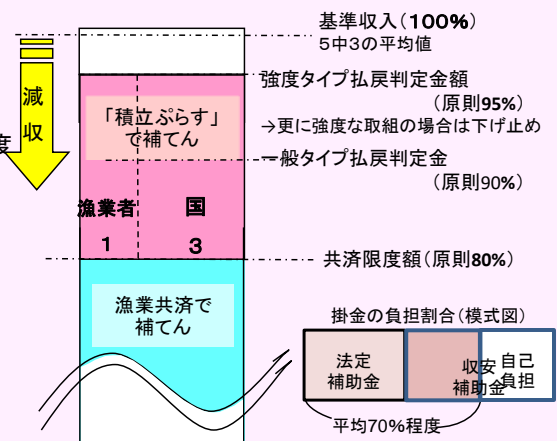 基準収入(100%)
5中3の平均値
強度タイプ払戻判定金額
(原則95%)
→更に強度な取組の場合は下げ止め
一般タイプ払戻判定金
(原則90%)
減
収
度
「積立ぷらす」
で補てん
漁業者
1
国
3
共済限度額(原則80%)
漁業共済で
補てん
掛金の負担割合(模式図)
法定
補助金
収安
補助金
自己
負担
平均70%程度